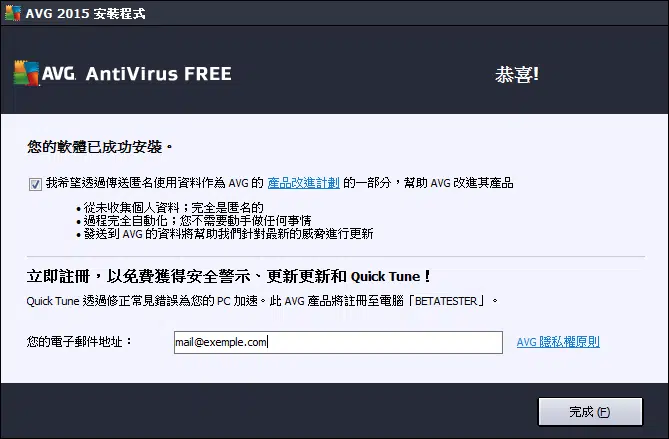 AVG 2015 安裝程式
AVG. AntiVirus FREE
恭喜!
您的軟體已成功安裝。
我希望透過傳送匿名使用資料作為 AVG 的 產品改進計劃 的一部分，幫助 AVG 改進其產品
• 從未收集個人資料；完全是匿名的
• 過程完全自動化；您不需要動手做任何事情
• 發送到 AVG 的資料將幫助我們針對最新的威脅進行更新
立即註冊，以免費獲得安全警示、更新更新和 Quick Tune！
Quick Tune 透過修正常見錯誤為您的 PC 加速。此 AVG 產品將註冊至電腦「BETATESTER」。
您的電子郵件地址： mail@exemple.com AVG 隱私權原則
完成 (F)